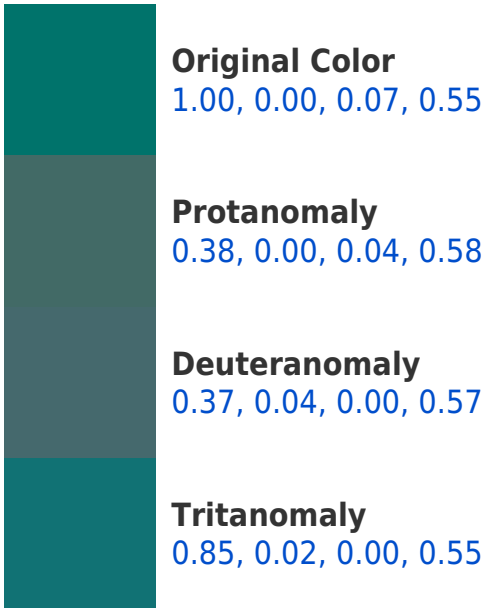 Original Color
1.00, 0.00, 0.07, 0.55
Protanomaly
0.38, 0.00, 0.04, 0.58
Deuteranomaly
0.37, 0.04, 0.00, 0.57
Tritanomaly
0.85, 0.02, 0.00, 0.55